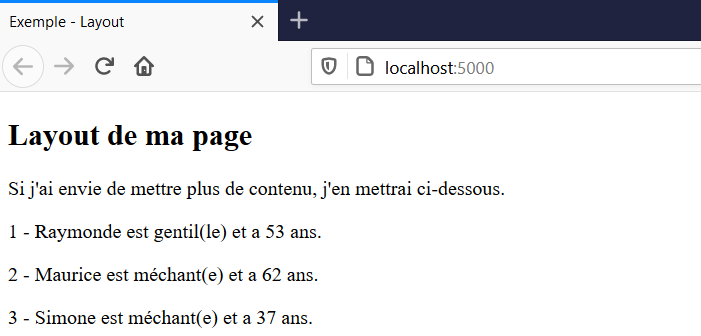 Exemple - Layout
localhost:5000
Layout de ma page
Si j'ai envie de mettre plus de contenu, j'en mettrai ci-dessous.
1 - Raymonde est gentil(le) et a 53 ans.
2 - Maurice est méchant(e) et a 62 ans.
3 - Simone est méchant(e) et a 37 ans.